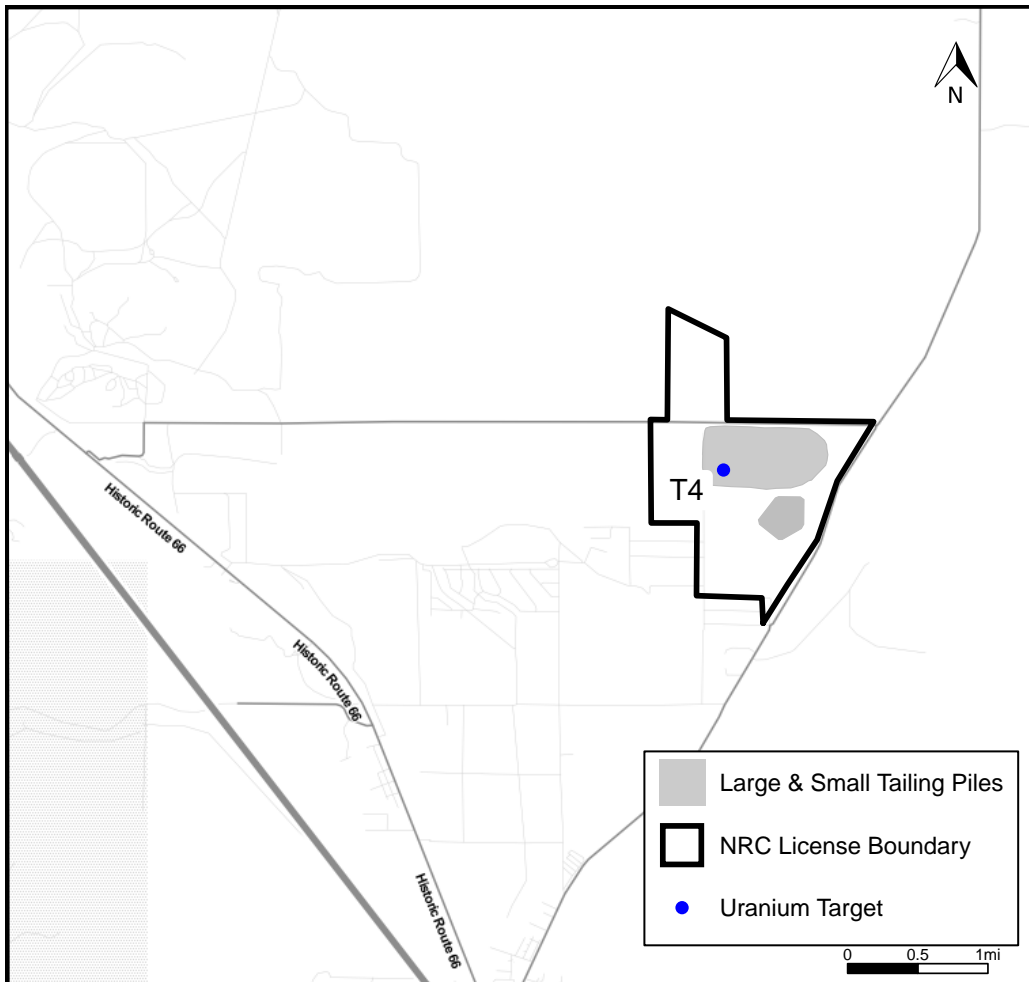 N
T4
Historic Route 66
Historic Route 66
Historic Route 66
Large & Small Tailing Piles
NRC License Boundary
Uranium Target
0 0.5 1mi